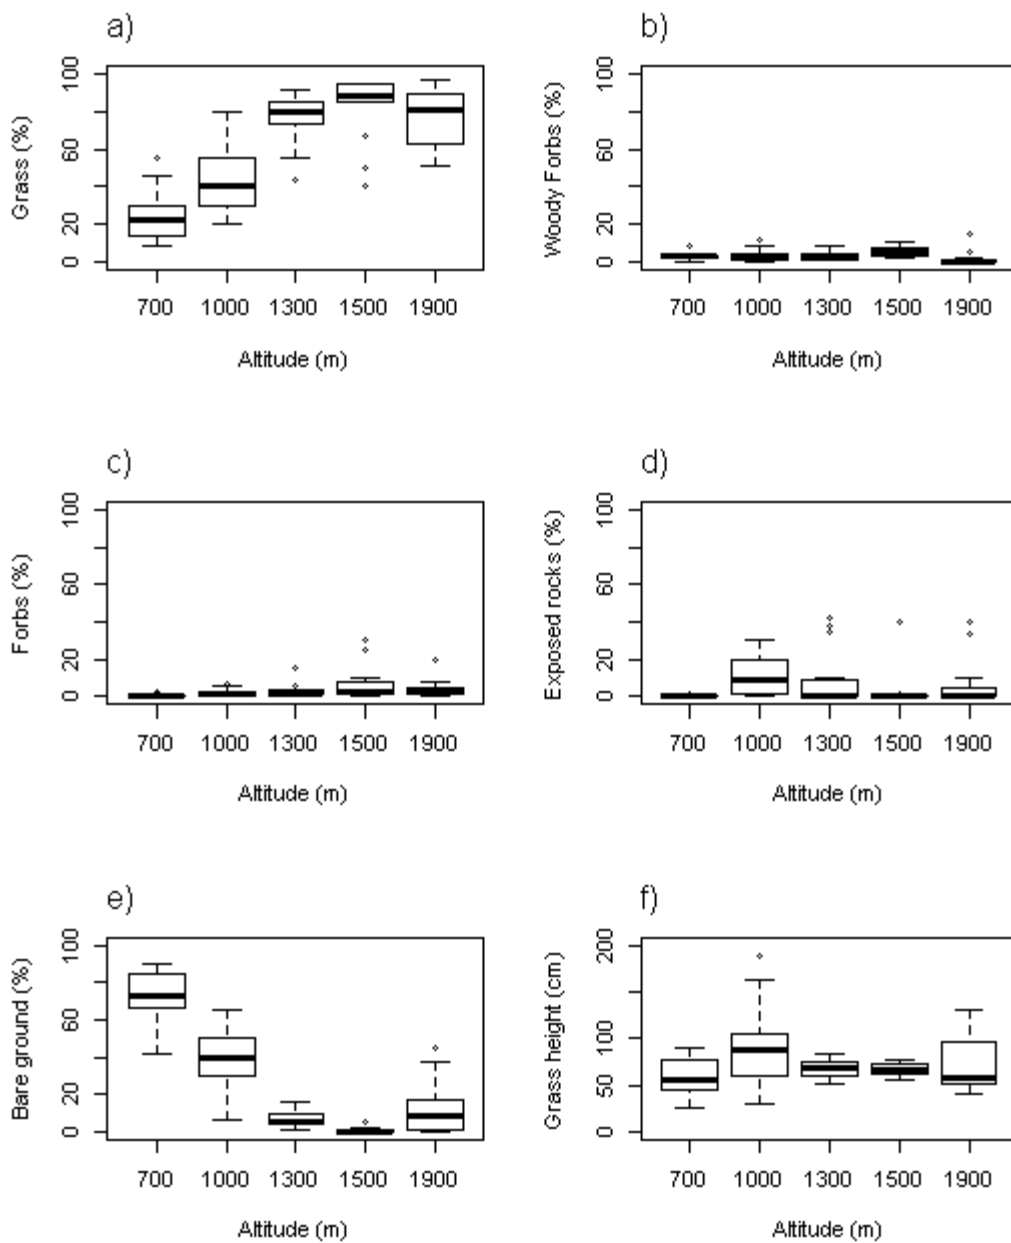 a)
100
60
20
0
Grass (%)
700 1000 1300 1500 1900
Altitude (m)
b)
100
60
20
0
Woody Forbs (%)
700 1000 1300 1500 1900
Altitude (m)
c)
100
60
20
0
Forbs (%)
700 1000 1300 1500 1900
Altitude (m)
d)
100
60
20
0
Exposed rocks (%)
700 1000 1300 1500 1900
Altitude (m)
e)
100
60
20
0
Bare ground (%)
700 1000 1300 1500 1900
Altitude (m)
f)
200
100
50
0
Grass height (cm)
700 1000 1300 1500 1900
Altitude (m)